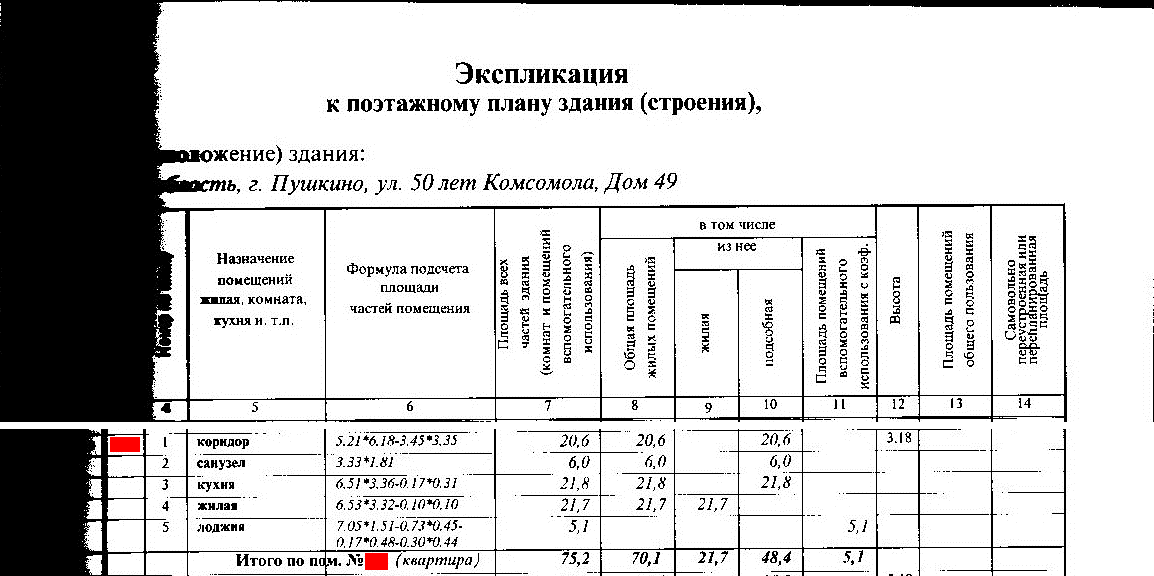 Экспликация
к поэтажному плану здания (строения),
положение) здания:
бласть, г. Пушкино, ул. 50 лет Комсомола, Дом 49
Назначение помещений жилая, комната, кухня и. т.п.
Формула подсчета площади частей помещения
Площадь всех частей здания (комнат и помещений вспомогательного использования)
в том числе
Общая площадь жилых помещений
из нее
жилая
подсобная
Площадь помещений вспомогательного использования с коэф.
Высота
Площадь помещений общего пользования
Самовольно переустроенная или перепланированная площадь
4 5 6 7 8 9 10 11 12 13 14
1 коридор 5.21*6.18-3.45*3.35 20,6 20,6 20,6 3.18
2 санузел 3.33*1.81 6,0 6,0 6,0
3 кухня 6.51*3.36-0.17*0.31 21,8 21,8 21,8
4 жилая 6.53*3.32-0.10*0.10 21,7 21,7 21,7
5 лоджия 7.05*1.51-0.73*0.45- 5,1 5,1
0.17*0.48-0.30*0.44
Итого по пом. № (квартира) 75,2 70,1 21,7 48,4 5,1